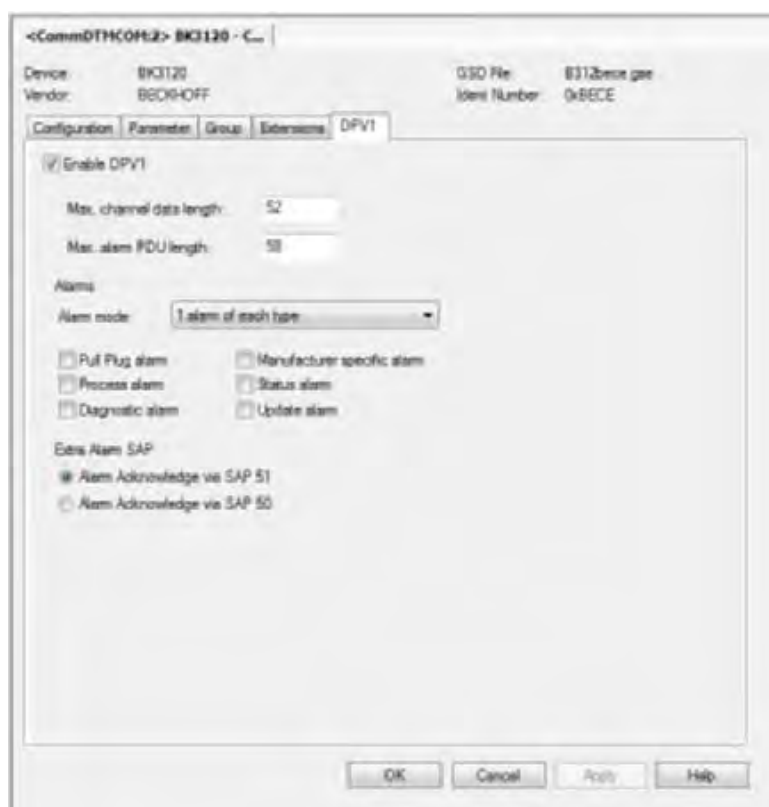 <CommDTMCOM:2> BK3120 - C...
Device: BK3120 GSD File: B312bece.gse
Vendor: BECKHOFF Ident Number: 0xBECE
Configuration Parameter Group Extensions DPV1
Enable DPV1
Max. channel data length: 52
Max. alarm PDU length: 58
Alarms
Alarm mode: 1 alarm of each type
Pull Plug alarm Manufacturer specific alarm
Process alarm Status alarm
Diagnostic alarm Update alarm
Extra Alarm SAP
Alarm Acknowledge via SAP 51
Alarm Acknowledge via SAP 50
OK Cancel Apply Help